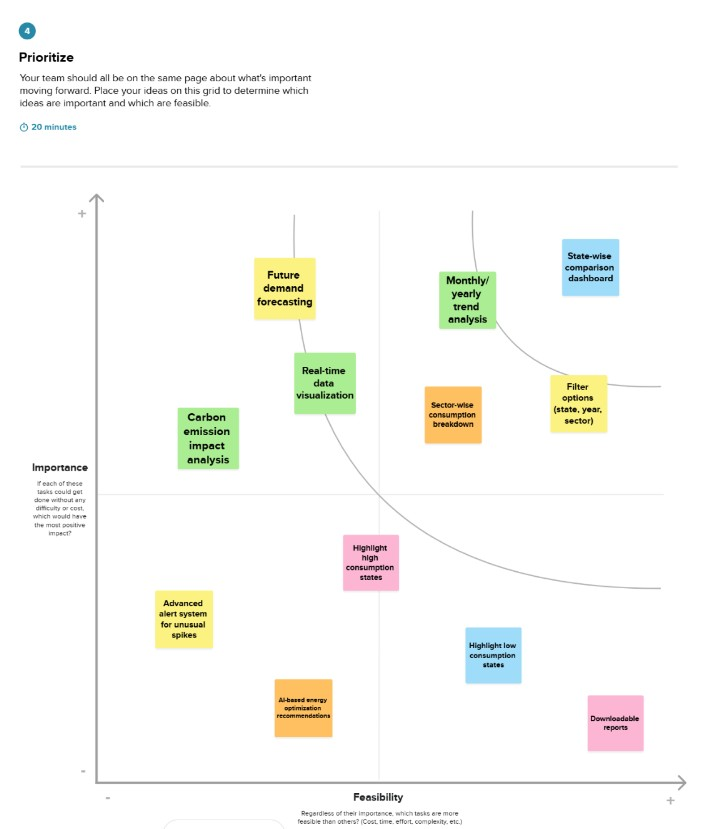 4
Prioritize
Your team should all be on the same page about what's important
moving forward. Place your ideas on this grid to determine which
ideas are important and which are feasible.
20 minutes
+
State-wise
comparison
dashboard
Future
demand
forecasting
Monthly/
yearly
trend
analysis
Real-time
data
visualization
Filter
options
(state, year,
sector)
Sector-wise
consumption
breakdown
Carbon
emission
impact
analysis
Importance
If each of these
tasks could get
done without any
difficulty or cost,
which would have
the most positive
impact?
Highlight
high
consumption
states
Advanced
alert system
for unusual
spikes
Highlight low
consumption
states
AI-based energy
optimization
recommendations
Downloadable
reports
-
-
Feasibility
+
Regardless of their importance, which tasks are more
feasible than others? (Cost, time, effort, complexity, etc.)